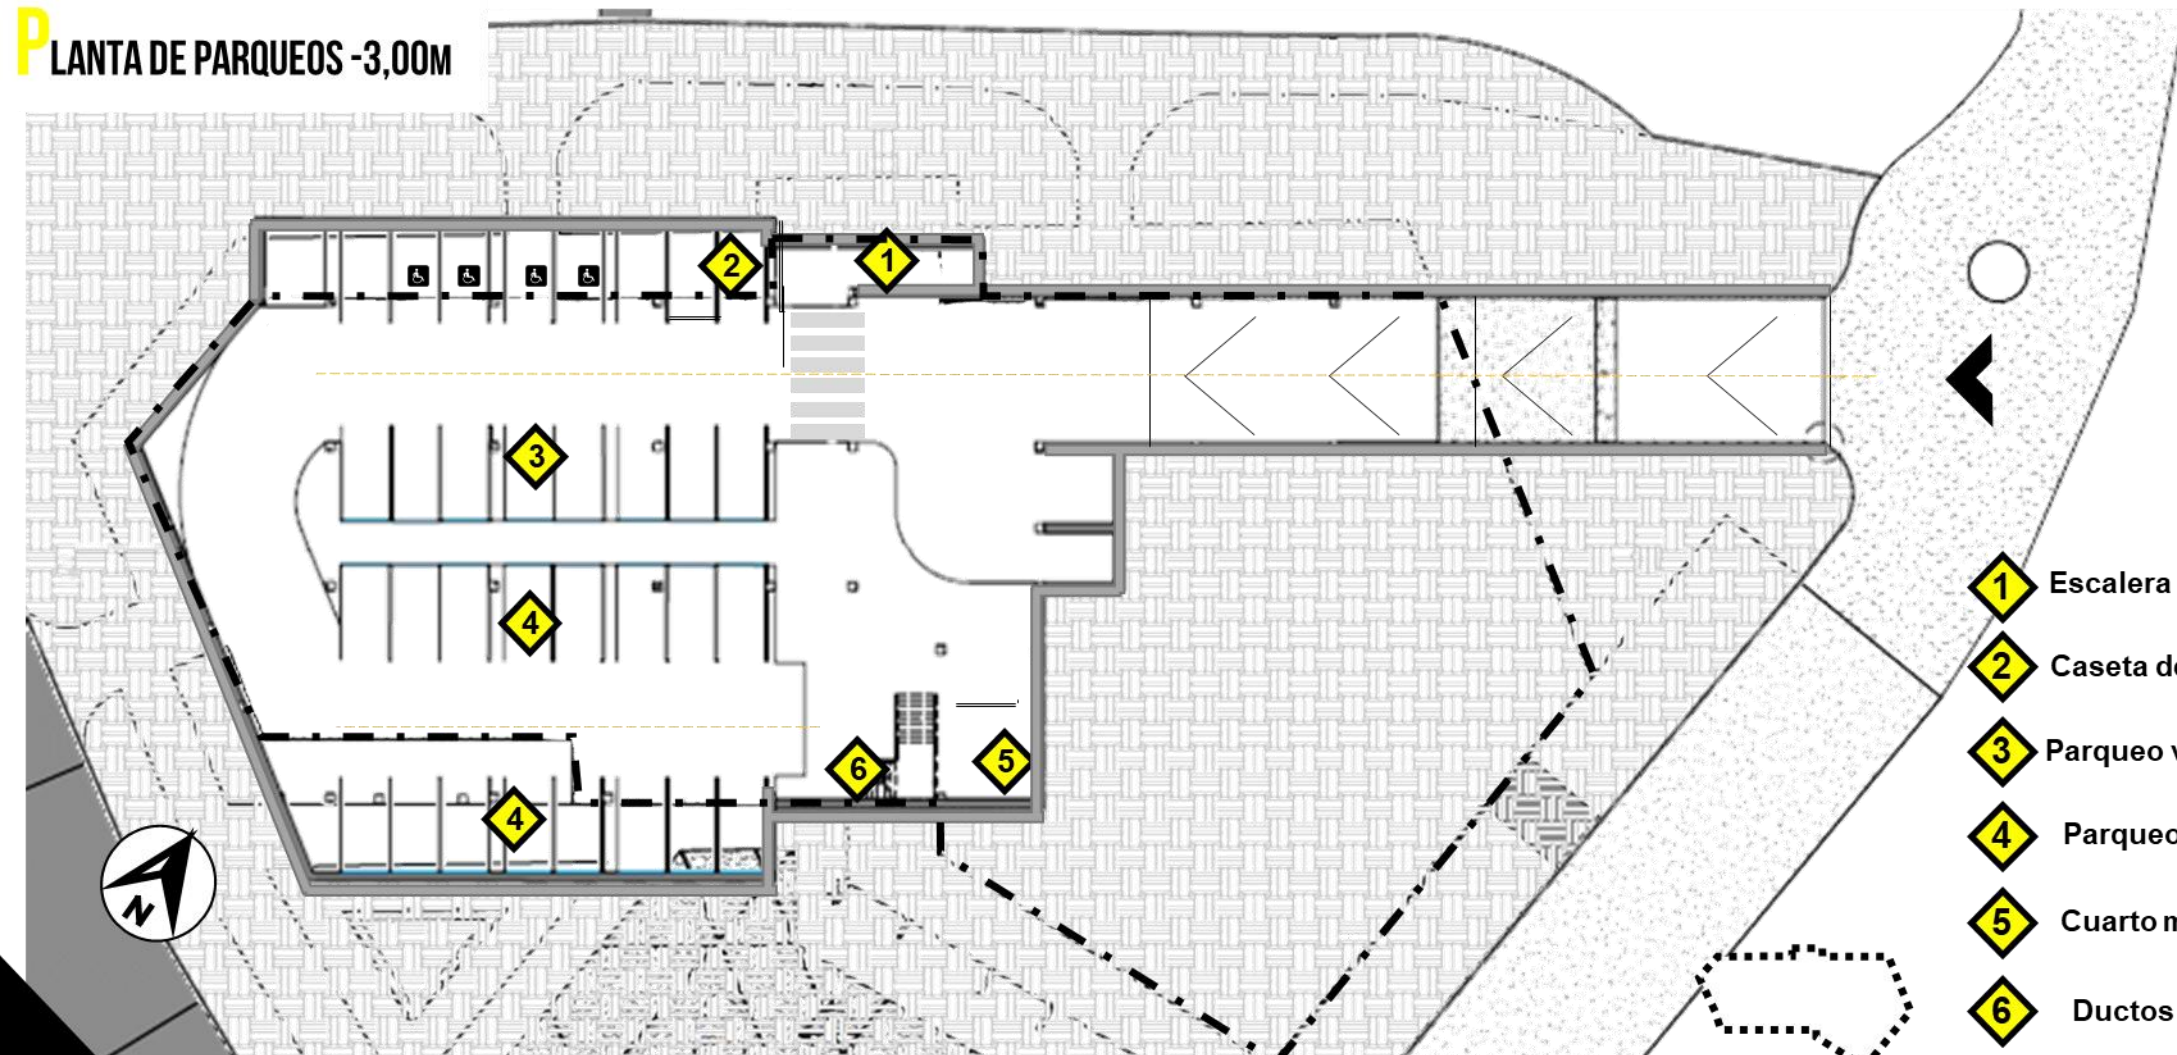 PLANTA DE PARQUEOS -3,00M
2
1
3
4
6
5
4
N
1 Escalera
2 Caseta de
3 Parqueo v
4 Parqueo
5 Cuarto m
6 Ductos